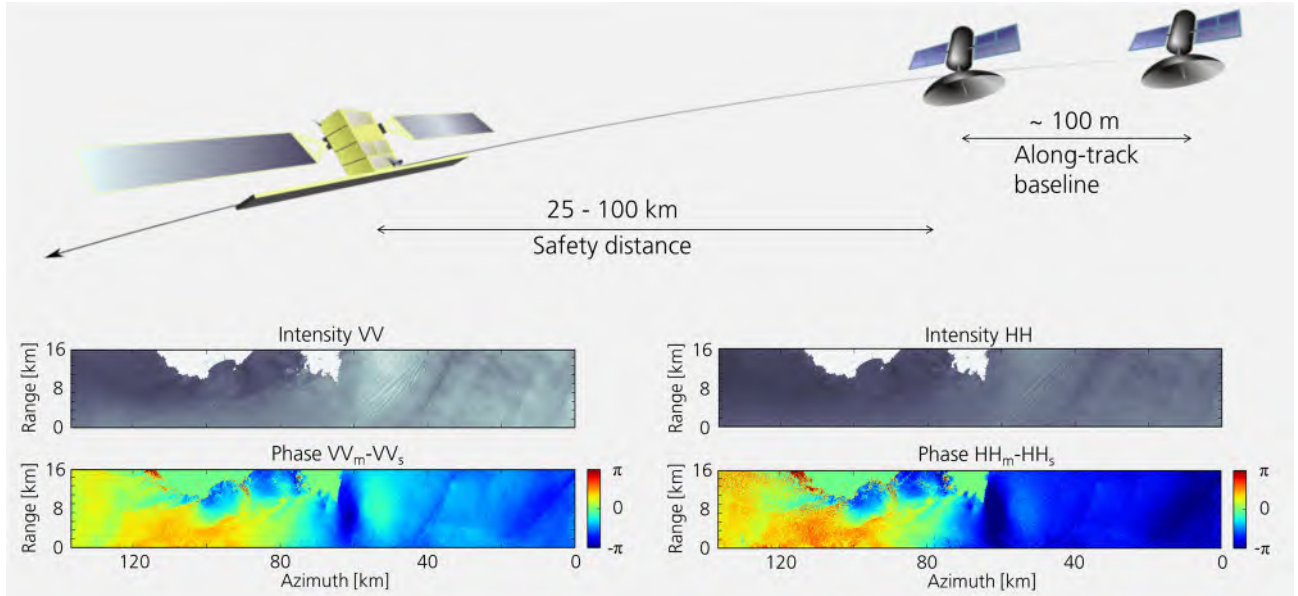 ~ 100 m
Along-track
baseline
25 - 100 km
Safety distance
Intensity VV
Range [km]
16
8
0
Phase VVm-VVs
Range [km]
16
8
0
120
80
40
0
Azimuth [km]
π
0
-π
Intensity HH
Range [km]
16
8
0
Phase HHm-HHs
Range [km]
16
8
0
120
80
40
0
Azimuth [km]
π
0
-π